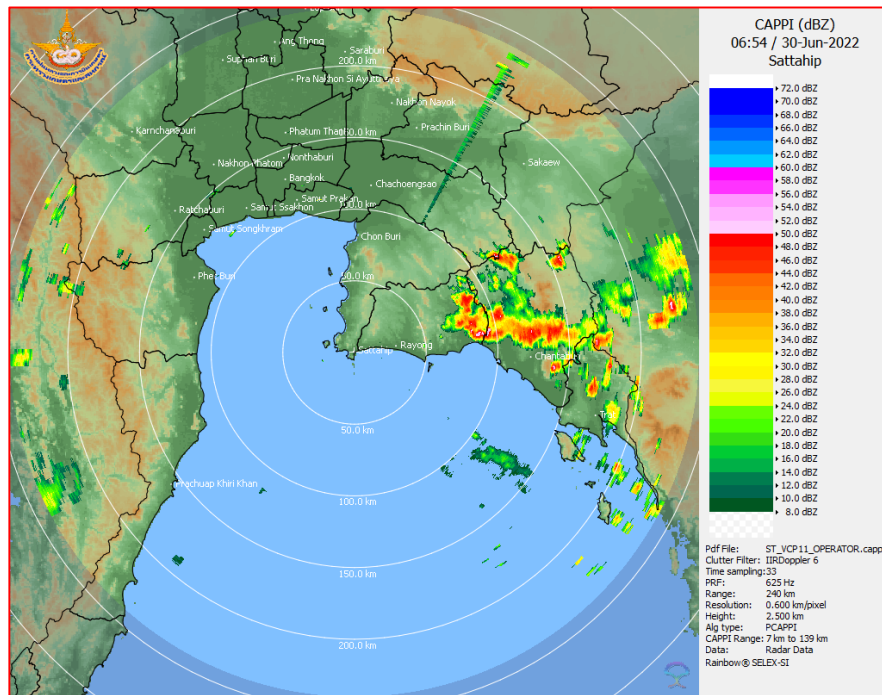 CAPPI (dBZ)
06:54 / 30-Jun-2022
Sattahip
72.0 dBZ
70.0 dBZ
68.0 dBZ
66.0 dBZ
64.0 dBZ
62.0 dBZ
60.0 dBZ
58.0 dBZ
56.0 dBZ
54.0 dBZ
52.0 dBZ
50.0 dBZ
48.0 dBZ
46.0 dBZ
44.0 dBZ
42.0 dBZ
40.0 dBZ
38.0 dBZ
36.0 dBZ
34.0 dBZ
32.0 dBZ
30.0 dBZ
28.0 dBZ
26.0 dBZ
24.0 dBZ
22.0 dBZ
20.0 dBZ
18.0 dBZ
16.0 dBZ
14.0 dBZ
12.0 dBZ
10.0 dBZ
8.0 dBZ
Pdf File: ST_VCP11_OPERATOR.capp
Clutter Filter: IIRDoppler 6
Time sampling:33
PRF: 625 Hz
Range: 240 km
Resolution: 0.600 km/pixel
Height: 2.500 km
Alg type: PCAPPI
CAPPI Range: 7 km to 139 km
Data: Radar Data
Rainbow® SELEX-SI
Ang Thong
Saraburi
Suphan Buri
200.0 km
Pra Nakhon Si Ayutthaya
Nakhon Nayok
Karnchanaburi
Phatum Thani
Prachin Buri
Nonthaburi
Nakhon Phatom
Sakaew
Bangkok
Chachoengsao
Samut Prakan
Ratchaburi
Samut Ssakhon
Samut Songkhram
Chon Buri
Phet Buri
Sattahip
Rayong
Chantaburi
50.0 km
Prachuap Khiri Khan
100.0 km
150.0 km
200.0 km